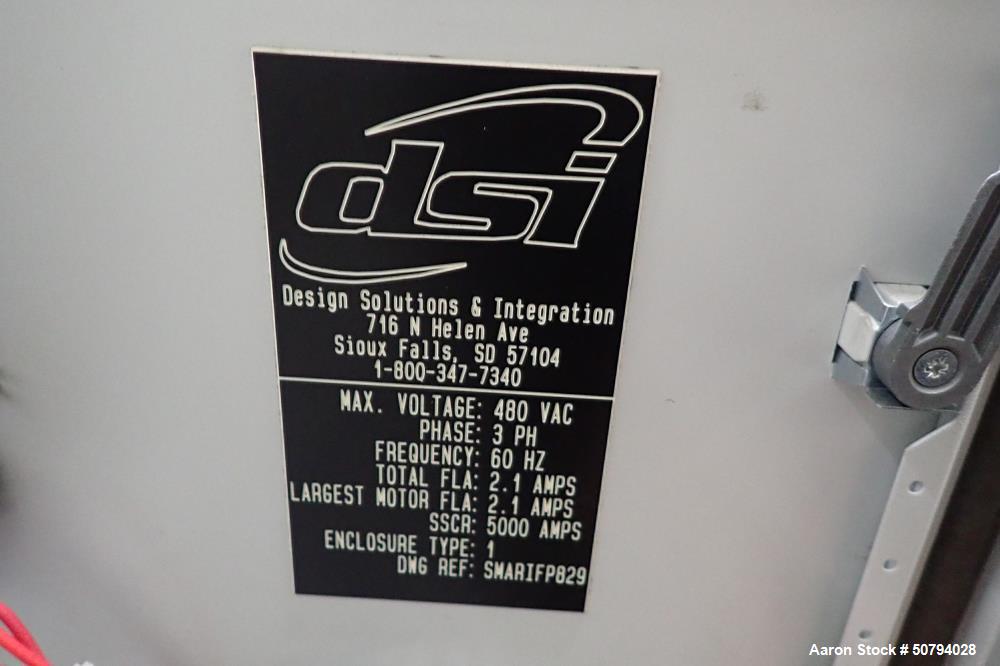 dsi
Design Solutions & Integration
716 N Helen Ave
Sioux Falls, SD 57104
1-800-347-7340
MAX. VOLTAGE: 480 VAC
PHASE: 3 PH
FREQUENCY: 60 HZ
TOTAL FLA: 2.1 AMPS
LARGEST MOTOR FLA: 2.1 AMPS
SSCR: 5000 AMPS
ENCLOSURE TYPE: 1
DWG REF: SMARIFP829
Aaron Stock # 50794028